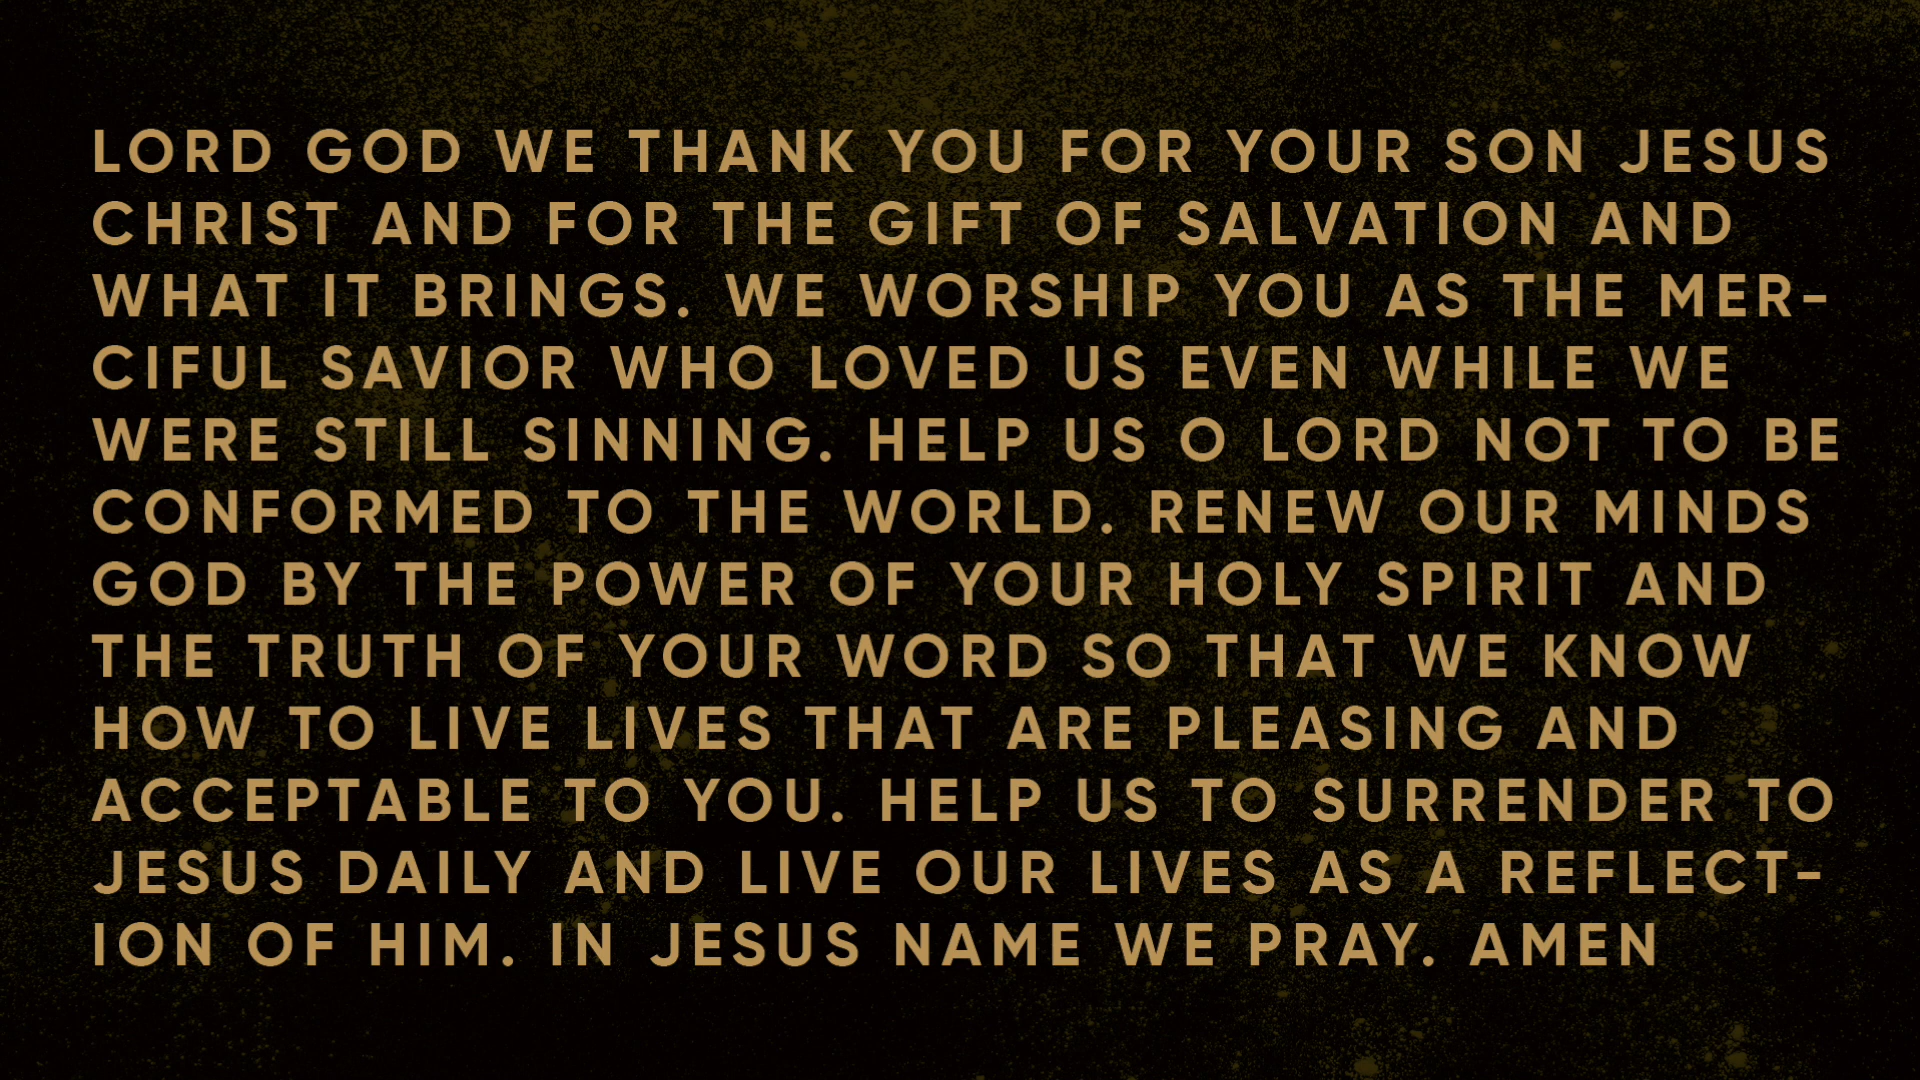 LORD GOD WE THANK YOU FOR YOUR SON JESUS
CHRIST AND FOR THE GIFT OF SALVATION AND
WHAT IT BRINGS. WE WORSHIP YOU AS THE MER-
CIFUL SAVIOR WHO LOVED US EVEN WHILE WE
WERE STILL SINNING. HELP US O LORD NOT TO BE
CONFORMED TO THE WORLD. RENEW OUR MINDS
GOD BY THE POWER OF YOUR HOLY SPIRIT AND
THE TRUTH OF YOUR WORD SO THAT WE KNOW
HOW TO LIVE LIVES THAT ARE PLEASING AND
ACCEPTABLE TO YOU. HELP US TO SURRENDER TO
JESUS DAILY AND LIVE OUR LIVES AS A REFLECT-
ION OF HIM. IN JESUS NAME WE PRAY. AMEN